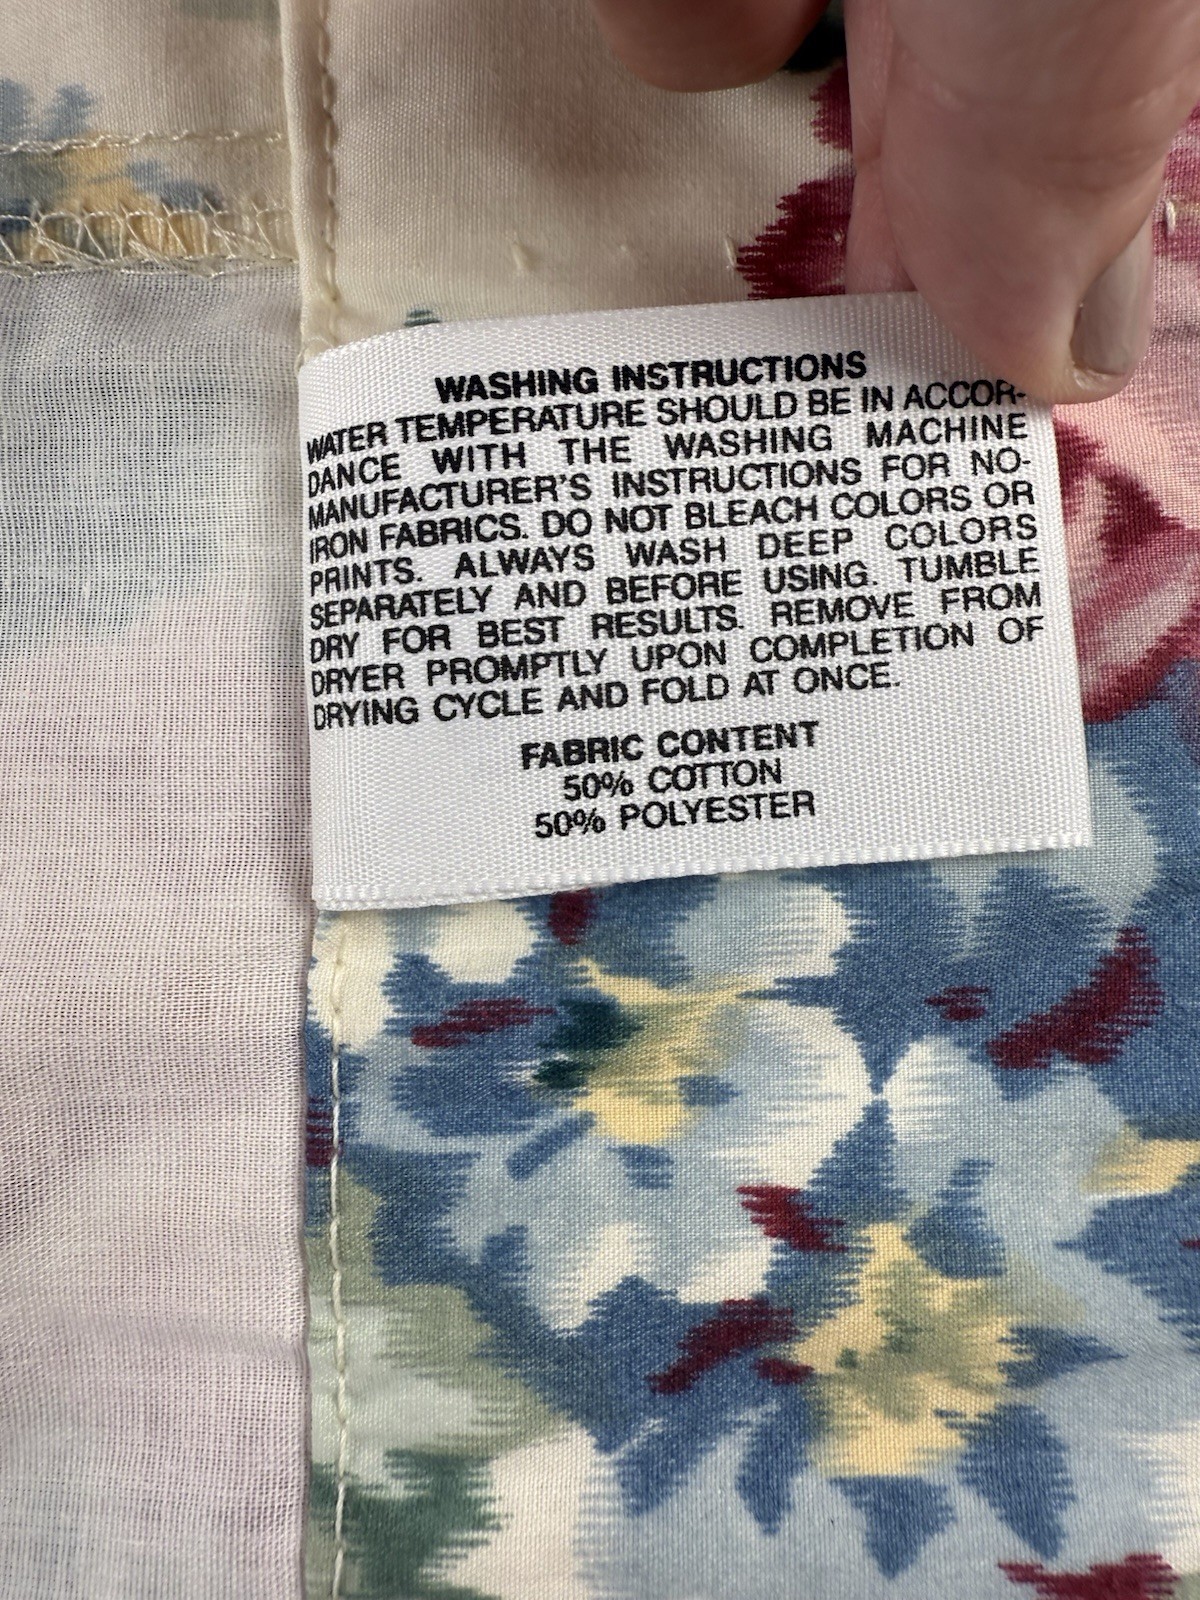 WASHING INSTRUCTIONS
WATER TEMPERATURE SHOULD BE IN ACCOR-
DANCE WITH THE WASHING MACHINE
MANUFACTURER'S INSTRUCTIONS FOR NO-
IRON FABRICS. DO NOT BLEACH COLORS OR
PRINTS. ALWAYS WASH DEEP COLORS
SEPARATELY AND BEFORE USING. TUMBLE
DRY FOR BEST RESULTS. REMOVE FROM
DRYER PROMPTLY UPON COMPLETION OF
DRYING CYCLE AND FOLD AT ONCE.
FABRIC CONTENT
50% COTTON
50% POLYESTER